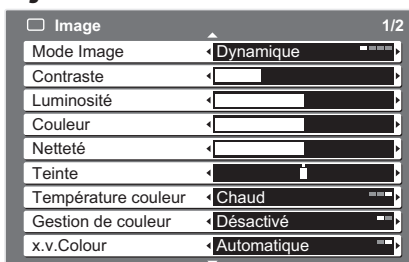 Image 1/2
Mode Image Dynamique
Contraste
Luminosité
Couleur
Netteté
Teinte
Température couleur Chaud
Gestion de couleur Désactivé
x.v.Colour Automatique